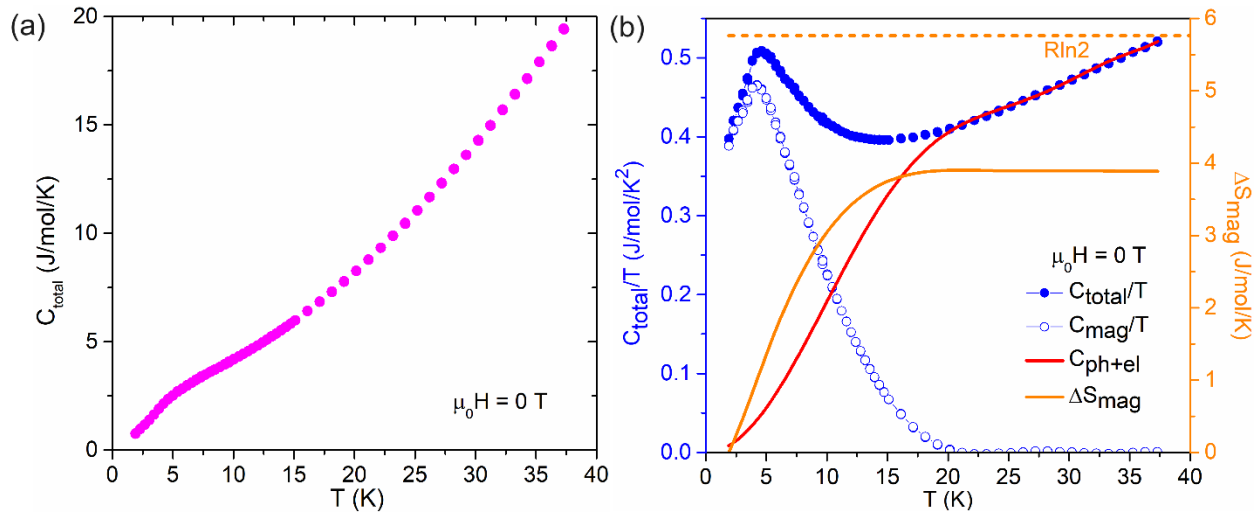 (a)
20
15
10
5
0
C_total (J/mol/K)
μ₀H = 0 T
0 5 10 15 20 25 30 35 40
T (K)
(b)
0.5
0.4
0.3
0.2
0.1
0.0
C_total/T (J/mol/K²)
Rln2
μ₀H = 0 T
C_total/T
C_mag/T
C_ph+el
ΔS_mag
0 5 10 15 20 25 30 35 40
T (K)
6
5
4
3
2
1
0
ΔS_mag (J/mol/K)